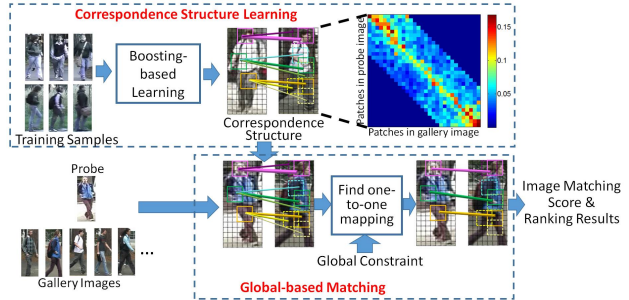 Correspondence Structure Learning
Boosting-
based
Learning
Training Samples
Correspondence
Structure
Patches in probe image
Patches in gallery image
0.15
0.1
0.05
Probe
Gallery Images
...
Find one-
to-one
mapping
Global Constraint
Global-based Matching
Image Matching
Score &
Ranking Results